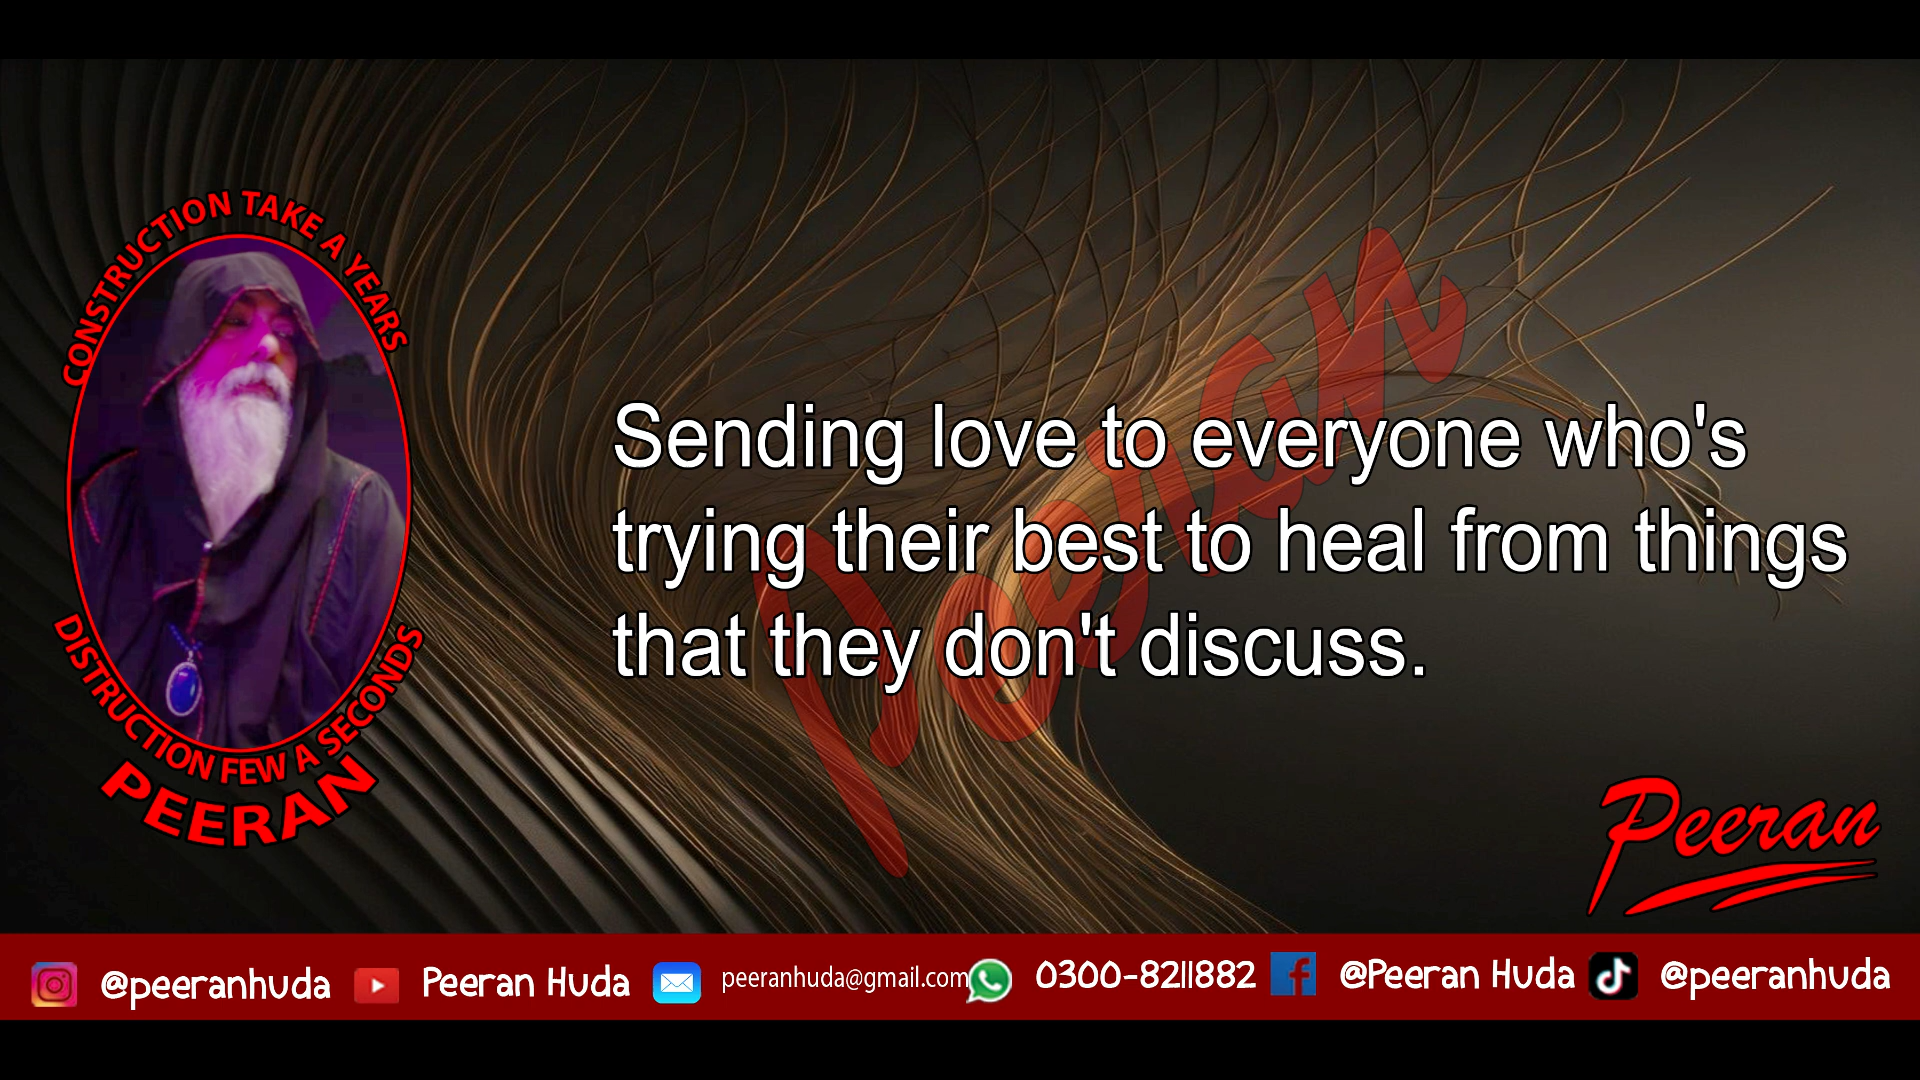 CONSTRUCTION TAKE A YEARS
DISTRUCTION FEW A SECONDS
PEERAN
Sending love to everyone who's
trying their best to heal from things
that they don't discuss.
Peeran
Peeran
@peeranhuda Peeran Huda peeranhuda@gmail.com 0300-8211882 @Peeran Huda @peeranhuda